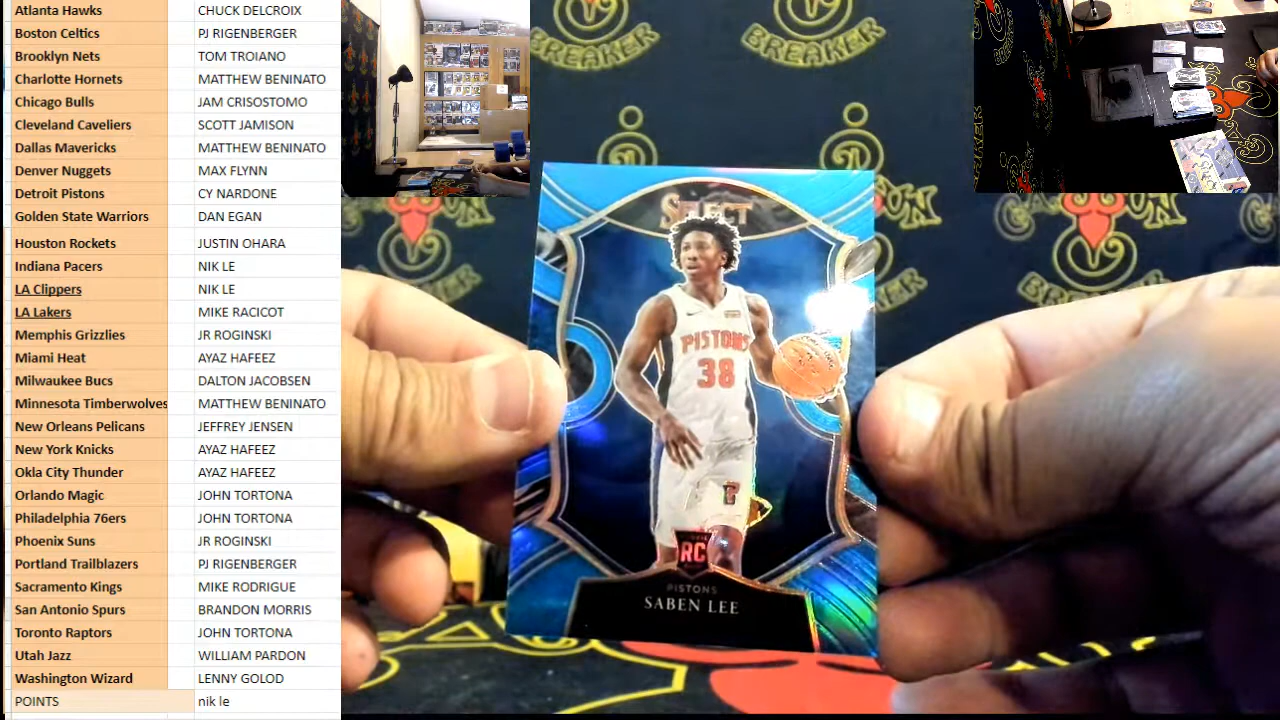 Atlanta Hawks CHUCK DELCROIX
Boston Celtics PJ RIGENBERGER
Brooklyn Nets TOM TROIANO
Charlotte Hornets MATTHEW BENINATO
Chicago Bulls JAM CRISOSTOMO
Cleveland Caveliers SCOTT JAMISON
Dallas Mavericks MATTHEW BENINATO
Denver Nuggets MAX FLYNN
Detroit Pistons CY NARDONE
Golden State Warriors DAN EGAN
Houston Rockets JUSTIN OHARA
Indiana Pacers NIK LE
LA Clippers NIK LE
LA Lakers MIKE RACICOT
Memphis Grizzlies JR ROGINSKI
Miami Heat AYAZ HAFEEZ
Milwaukee Bucs DALTON JACOBSEN
Minnesota Timberwolves MATTHEW BENINATO
New Orleans Pelicans JEFFREY JENSEN
New York Knicks AYAZ HAFEEZ
Okla City Thunder AYAZ HAFEEZ
Orlando Magic JOHN TORTONA
Philadelphia 76ers JOHN TORTONA
Phoenix Suns JR ROGINSKI
Portland Trailblazers PJ RIGENBERGER
Sacramento Kings MIKE RODRIGUE
San Antonio Spurs BRANDON MORRIS
Toronto Raptors JOHN TORTONA
Utah Jazz WILLIAM PARDON
Washington Wizard LENNY GOLOD
POINTS nik le
BREAKER
BREAKER
SELECT
PISTONS
38
RC
PISTONS
SABEN LEE